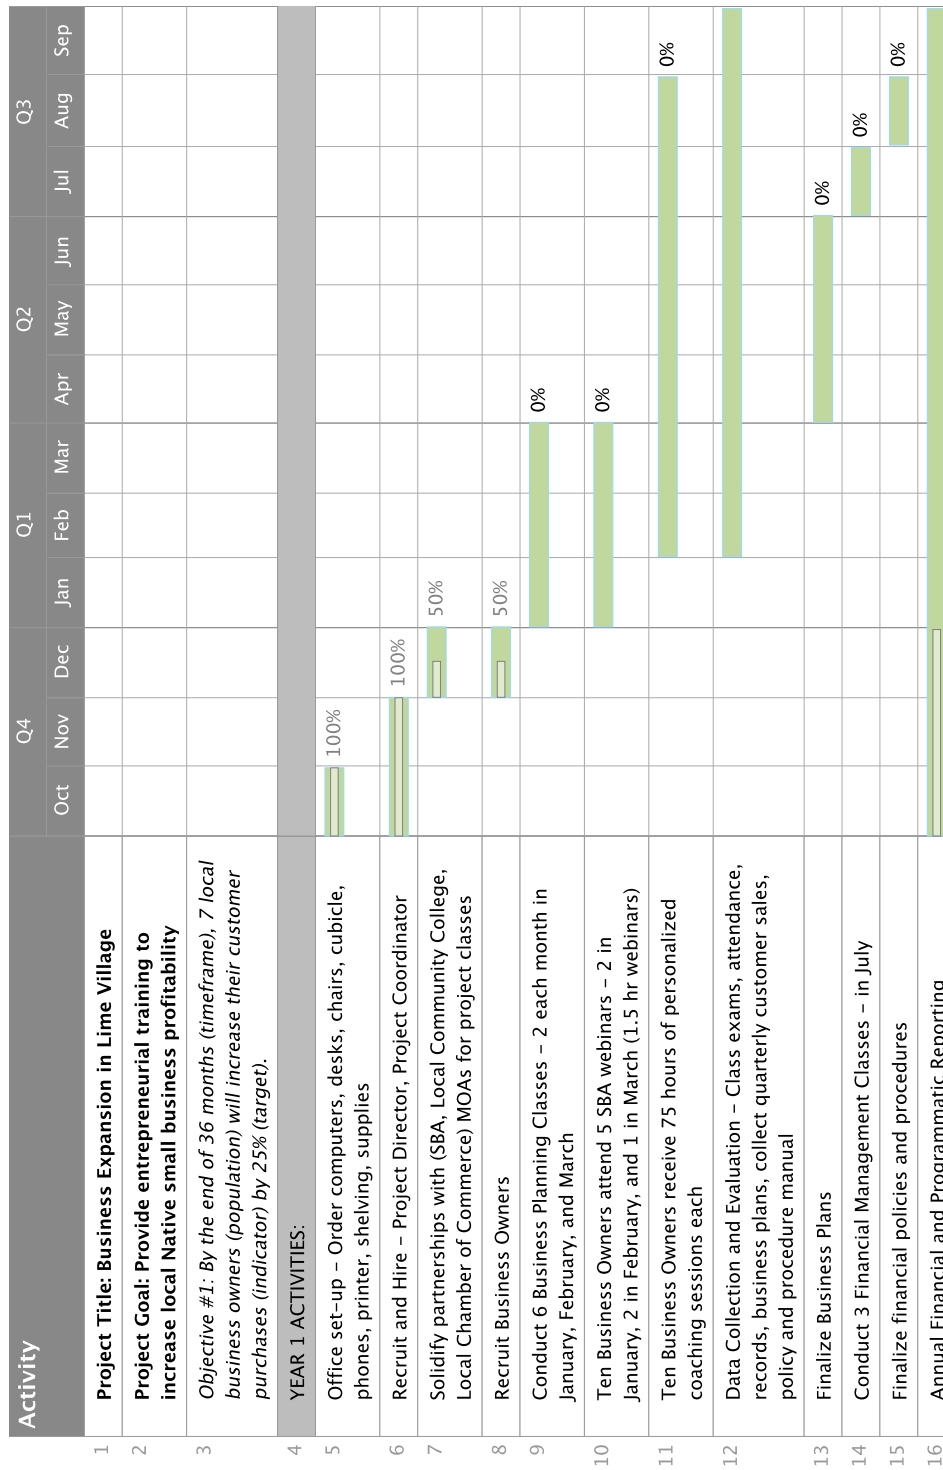 Activity
Q4
Q1
Q2
Q3
Oct
Nov
Dec
Jan
Feb
Mar
Apr
May
Jun
Jul
Aug
Sep
1
Project Title: Business Expansion in Lime Village
2
Project Goal: Provide entrepreneurial training to
increase local Native small business profitability
3
Objective #1: By the end of 36 months (timeframe), 7 local
business owners (population) will increase their customer
purchases (indicator) by 25% (target).
4
YEAR 1 ACTIVITIES:
5
Office set-up – Order computers, desks, chairs, cubicle,
phones, printer, shelving, supplies
100%
6
Recruit and Hire – Project Director, Project Coordinator
100%
7
Solidify partnerships with (SBA, Local Community College,
Local Chamber of Commerce) MOAs for project classes
50%
8
Recruit Business Owners
50%
9
Conduct 6 Business Planning Classes – 2 each month in
January, February, and March
0%
10
Ten Business Owners attend 5 SBA webinars – 2 in
January, 2 in February, and 1 in March (1.5 hr webinars)
0%
11
Ten Business Owners receive 75 hours of personalized
coaching sessions each
0%
12
Data Collection and Evaluation – Class exams, attendance,
records, business plans, collect quarterly customer sales,
policy and procedure manual
13
Finalize Business Plans
0%
14
Conduct 3 Financial Management Classes – in July
0%
15
Finalize financial policies and procedures
0%
16
Annual Financial and Programmatic Reporting